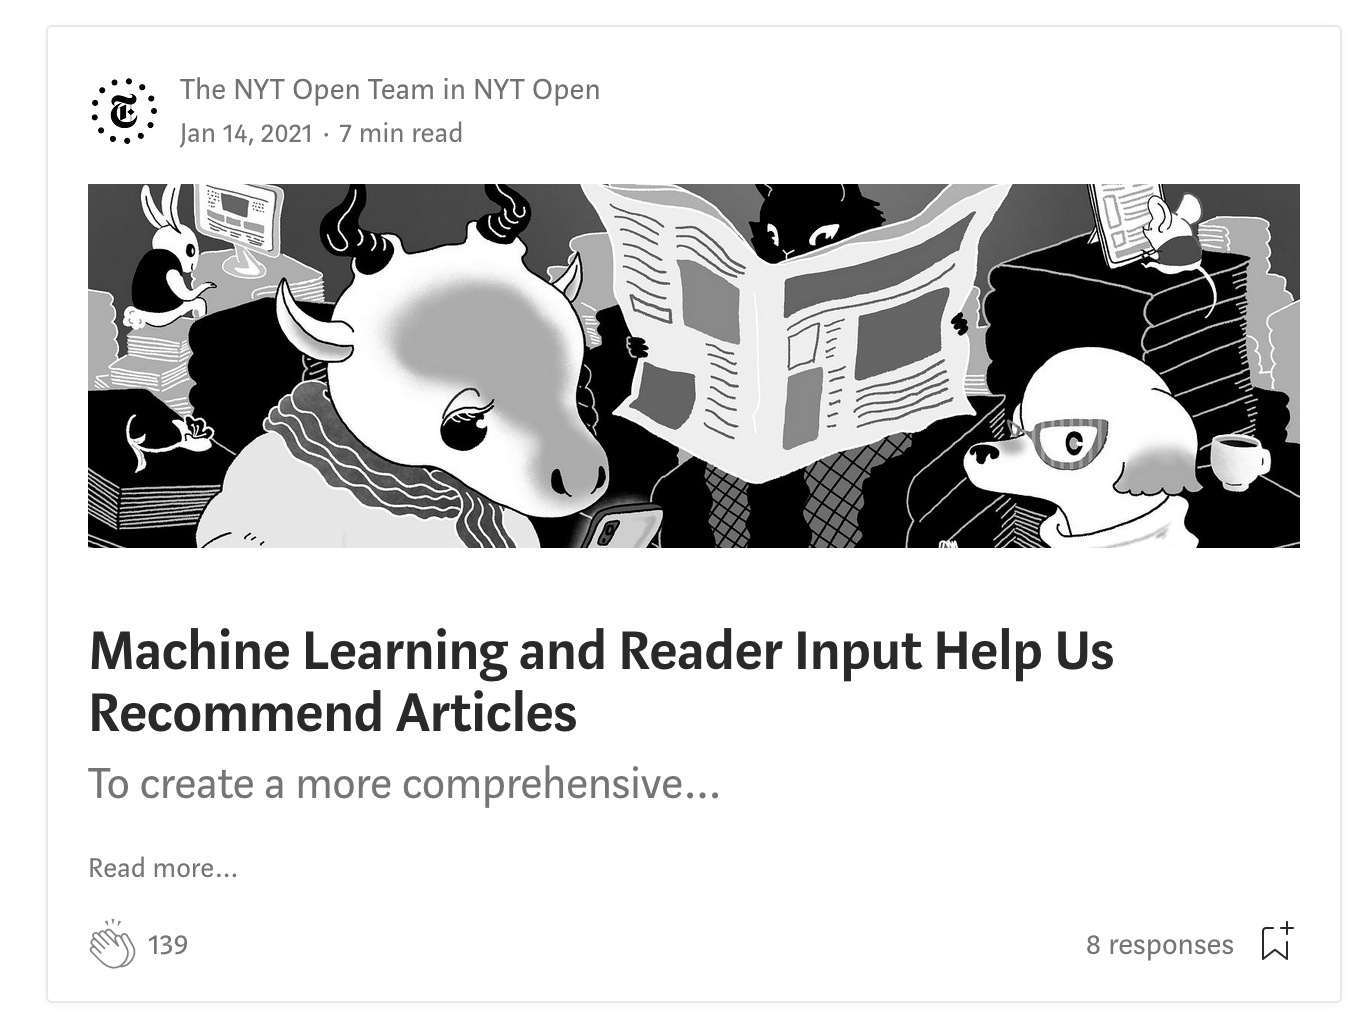 The NYT Open Team in NYT Open
Jan 14, 2021 · 7 min read
Machine Learning and Reader Input Help Us
Recommend Articles
To create a more comprehensive…
Read more…
139
8 responses